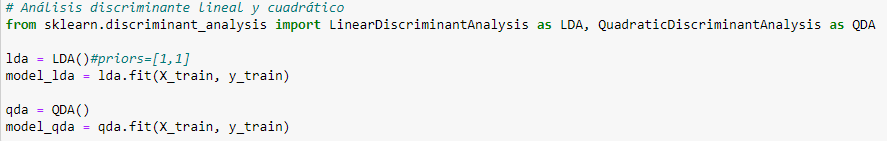 # Análisis discriminante lineal y cuadrático
from sklearn.discriminant_analysis import LinearDiscriminantAnalysis as LDA, QuadraticDiscriminantAnalysis as QDA
lda = LDA()#priors=[1,1]
model_lda = lda.fit(X_train, y_train)
qda = QDA()
model_qda = qda.fit(X_train, y_train)